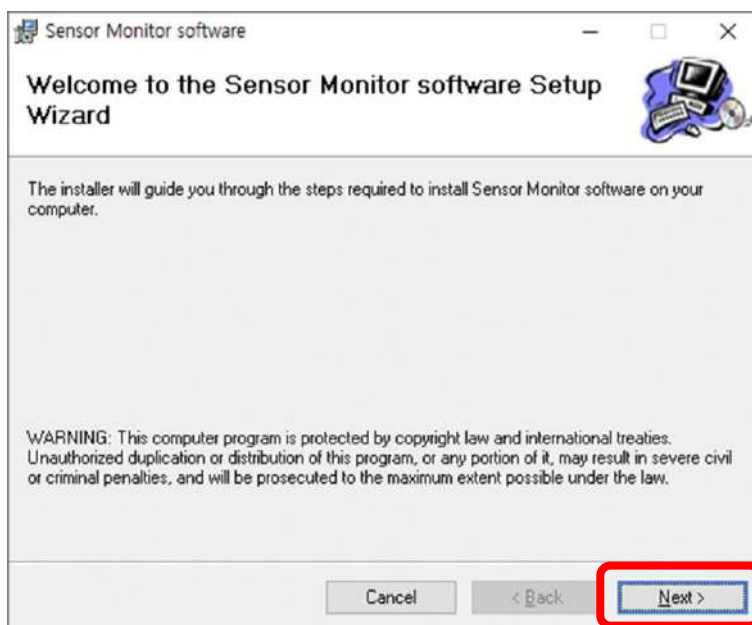 Sensor Monitor software
Welcome to the Sensor Monitor software Setup
Wizard
The installer will guide you through the steps required to install Sensor Monitor software on your
computer.
WARNING: This computer program is protected by copyright law and international treaties.
Unauthorized duplication or distribution of this program, or any portion of it, may result in severe civil
or criminal penalties, and will be prosecuted to the maximum extent possible under the law.
Cancel < Back Next >